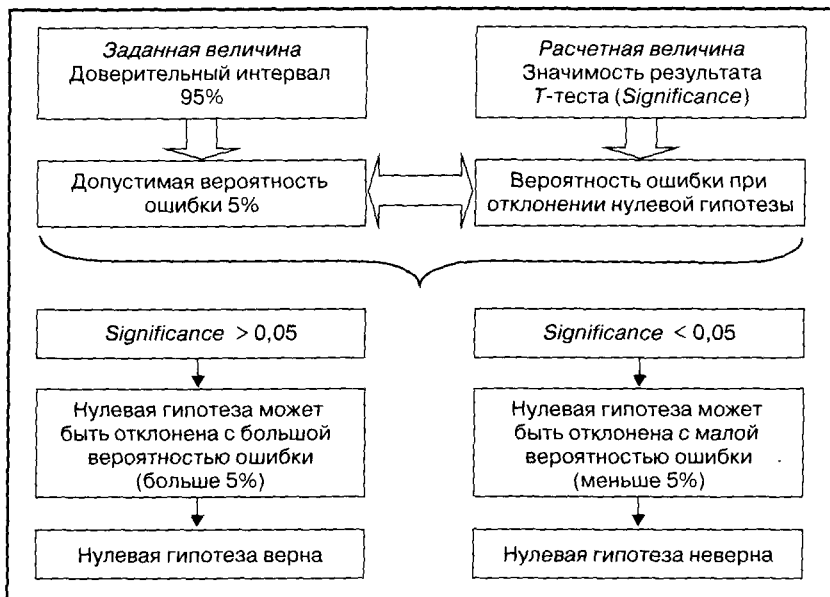 Заданная величина
Доверительный интервал
95%
Расчетная величина
Значимость результата
Т-теста (Significance)
Допустимая вероятность
ошибки 5%
Вероятность ошибки при
отклонении нулевой гипотезы
Significance > 0,05
Significance < 0,05
Нулевая гипотеза может
быть отклонена с большой
вероятностью ошибки
(больше 5%)
Нулевая гипотеза может
быть отклонена с малой
вероятностью ошибки
(меньше 5%)
Нулевая гипотеза верна
Нулевая гипотеза неверна